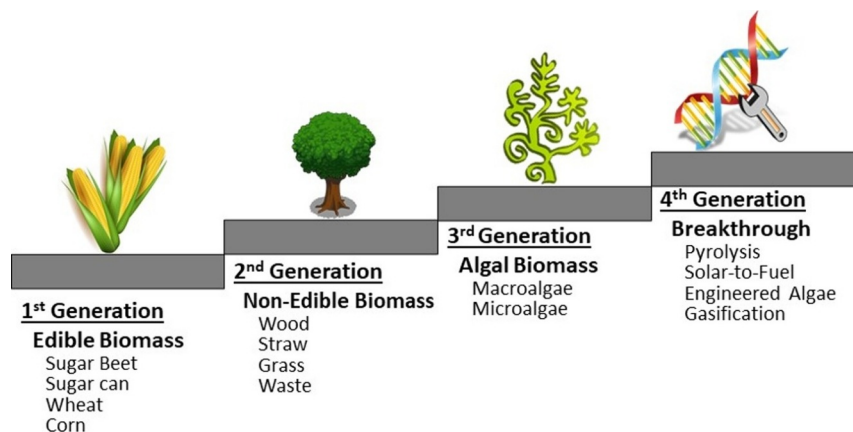 1st Generation
Edible Biomass
Sugar Beet
Sugar can
Wheat
Corn
2nd Generation
Non-Edible Biomass
Wood
Straw
Grass
Waste
3rd Generation
Algal Biomass
Macroalgae
Microalgae
4th Generation
Breakthrough
Pyrolysis
Solar-to-Fuel
Engineered Algae
Gasification